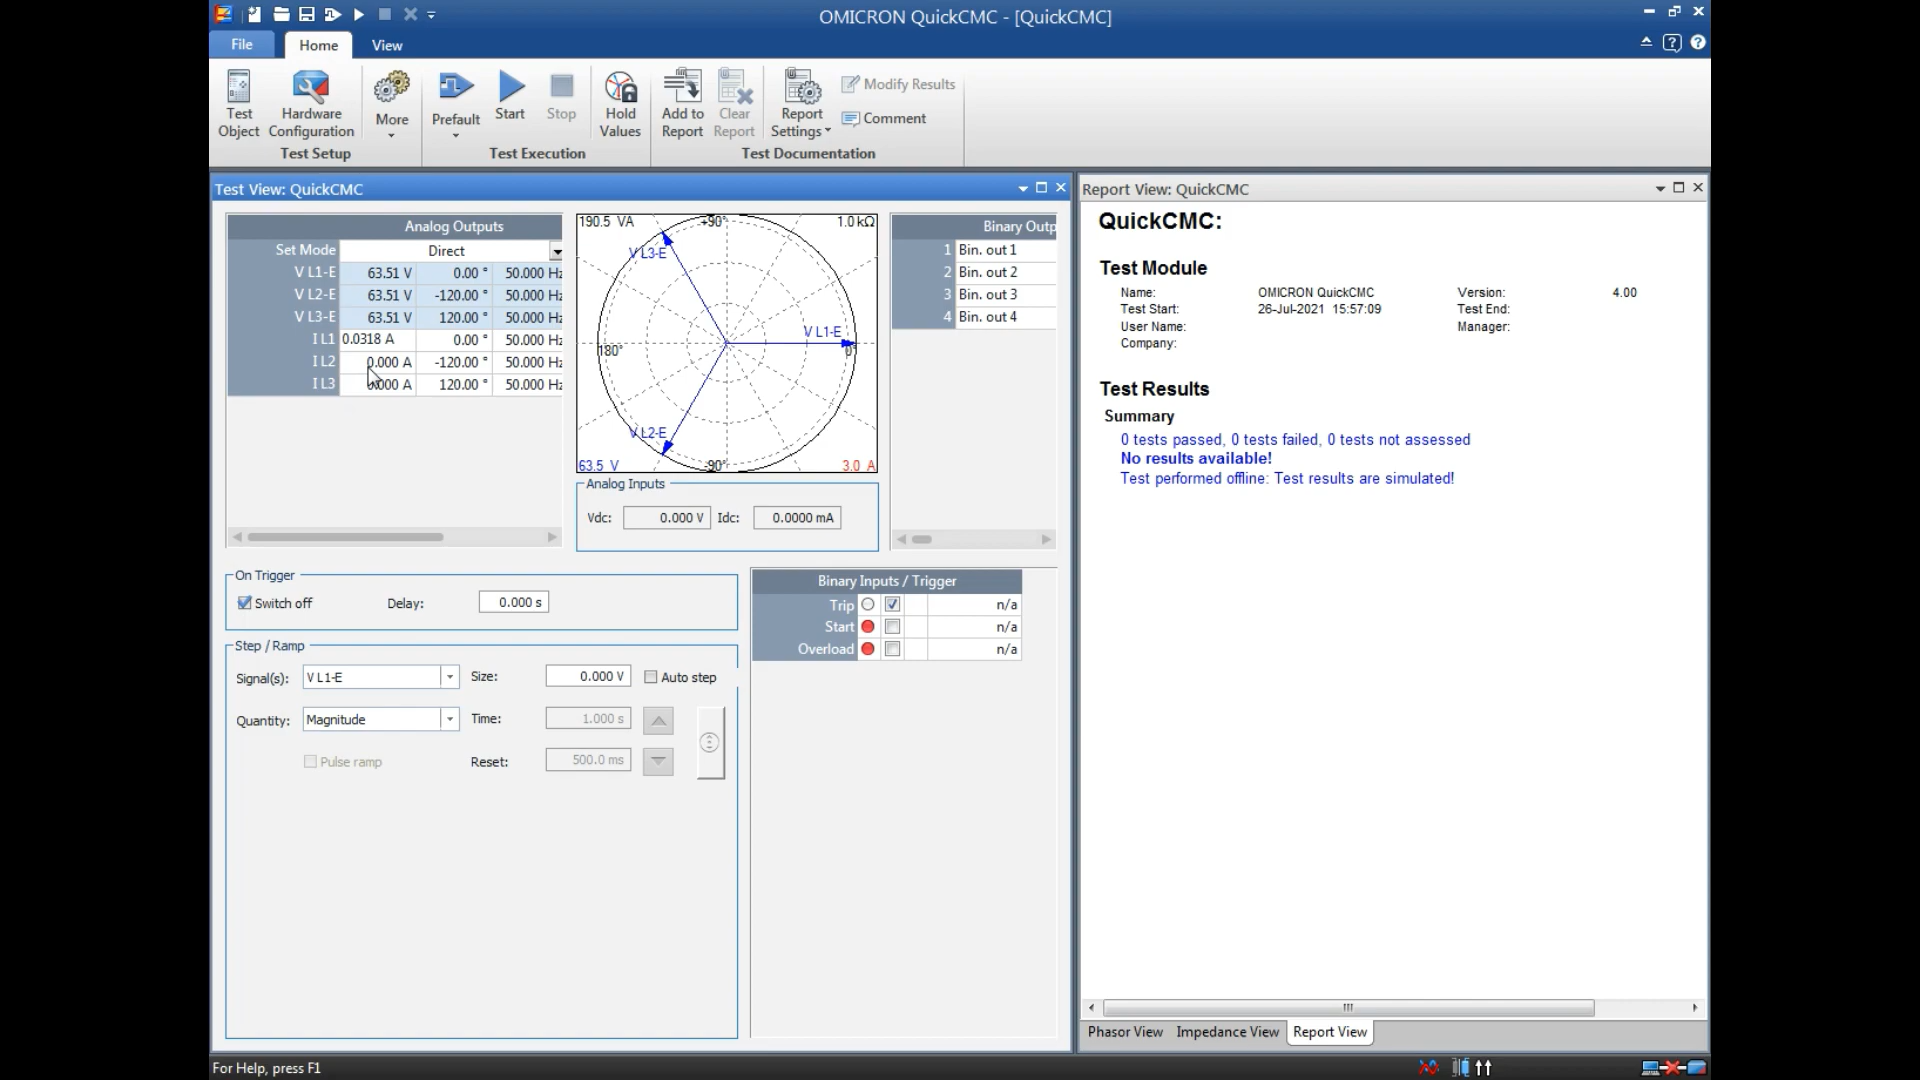 OMICRON QuickCMC - [QuickCMC]
File Home View
Test Object
Hardware Configuration
More
Test Setup
Prefault
Start
Stop
Hold Values
Test Execution
Add to Report
Clear Report
Report Settings
Modify Results
Comment
Test Documentation
Test View: QuickCMC
Analog Outputs
Set Mode Direct
V L1-E 63.51 V 0.00 ° 50.000 Hz
V L2-E 63.51 V -120.00 ° 50.000 Hz
V L3-E 63.51 V 120.00 ° 50.000 Hz
I L1 0.0318 A 0.00 ° 50.000 Hz
I L2 0.000 A -120.00 ° 50.000 Hz
I L3 0.000 A 120.00 ° 50.000 Hz
190.5 VA +90° 1.0 kΩ
V L3-E
V L1-E
180° 0°
V L2-E
63.5 V -90° 3.0 A
Analog Inputs
Vdc: 0.000 V Idc: 0.0000 mA
Binary Outp
1 Bin. out 1
2 Bin. out 2
3 Bin. out 3
4 Bin. out 4
On Trigger
Switch off Delay: 0.000 s
Step / Ramp
Signal(s): V L1-E Size: 0.000 V Auto step
Quantity: Magnitude Time: 1.000 s
Pulse ramp Reset: 500.0 ms
Binary Inputs / Trigger
Trip n/a
Start n/a
Overload n/a
Report View: QuickCMC
QuickCMC:
Test Module
Name: OMICRON QuickCMC Version: 4.00
Test Start: 26-Jul-2021 15:57:09 Test End:
User Name: Manager:
Company:
Test Results
Summary
0 tests passed, 0 tests failed, 0 tests not assessed
No results available!
Test performed offline: Test results are simulated!
Phasor View Impedance View Report View
For Help, press F1